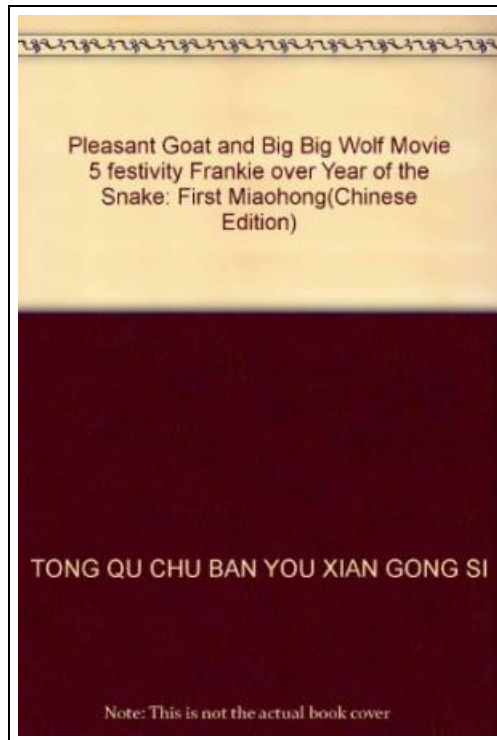 Pleasant Goat and Big Big Wolf Movie
5 festivity Frankie over Year of the
Snake: First Miaohong(Chinese
Edition)
TONG QU CHU BAN YOU XIAN GONG SI
Note: This is not the actual book cover